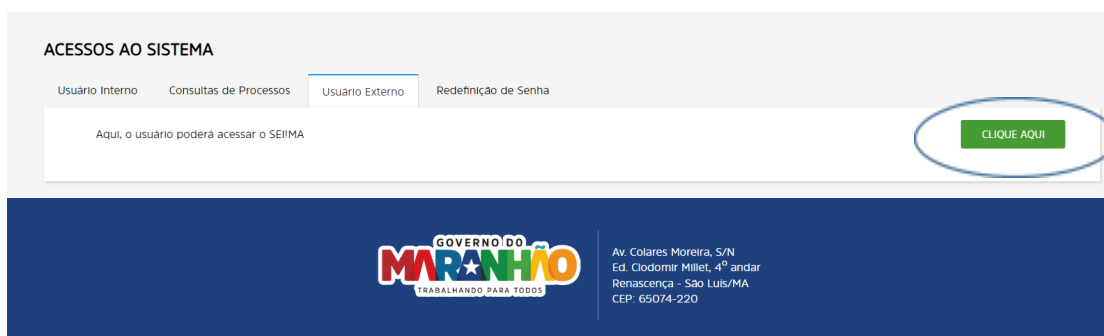 ACESSOS AO SISTEMA
Usuário Interno Consultas de Processos Usuário Externo Redefinição de Senha
Aqui, o usuário poderá acessar o SEI!MA
CLIQUE AQUI
GOVERNO DO
MARANHÃO
TRABALHANDO PARA TODOS
Av. Colares Moreira, S/N
Ed. Clodomir Millet, 4º andar
Renascença - São Luís/MA
CEP: 65074-220